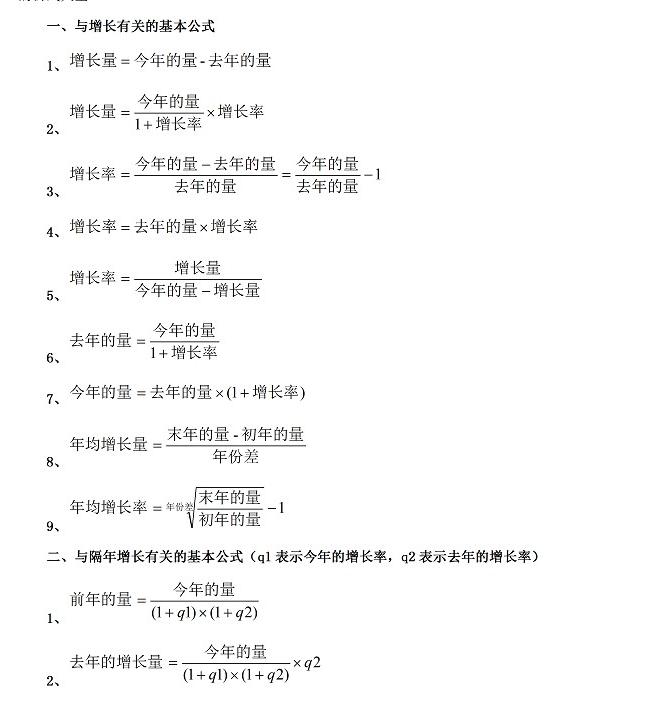 一、与增长有关的基本公式
1、增长量 = 今年的量 - 去年的量
2、增长量 = 今年的量/(1 + 增长率) × 增长率
3、增长率 = (今年的量 − 去年的量)/去年的量 = 今年的量/去年的量 − 1
4、增长率 = 去年的量 × 增长率
5、增长率 = 增长量/(今年的量 − 增长量)
6、去年的量 = 今年的量/(1 + 增长率)
7、今年的量 = 去年的量 × (1 + 增长率)
8、年均增长量 = (末年的量 - 初年的量)/年份差
9、年均增长率 = 年份差√(末年的量/初年的量) − 1
二、与隔年增长有关的基本公式（q1 表示今年的增长率，q2 表示去年的增长率）
1、前年的量 = 今年的量/((1 + q1) × (1 + q2))
2、去年的增长量 = 今年的量/((1 + q1) × (1 + q2)) × q2